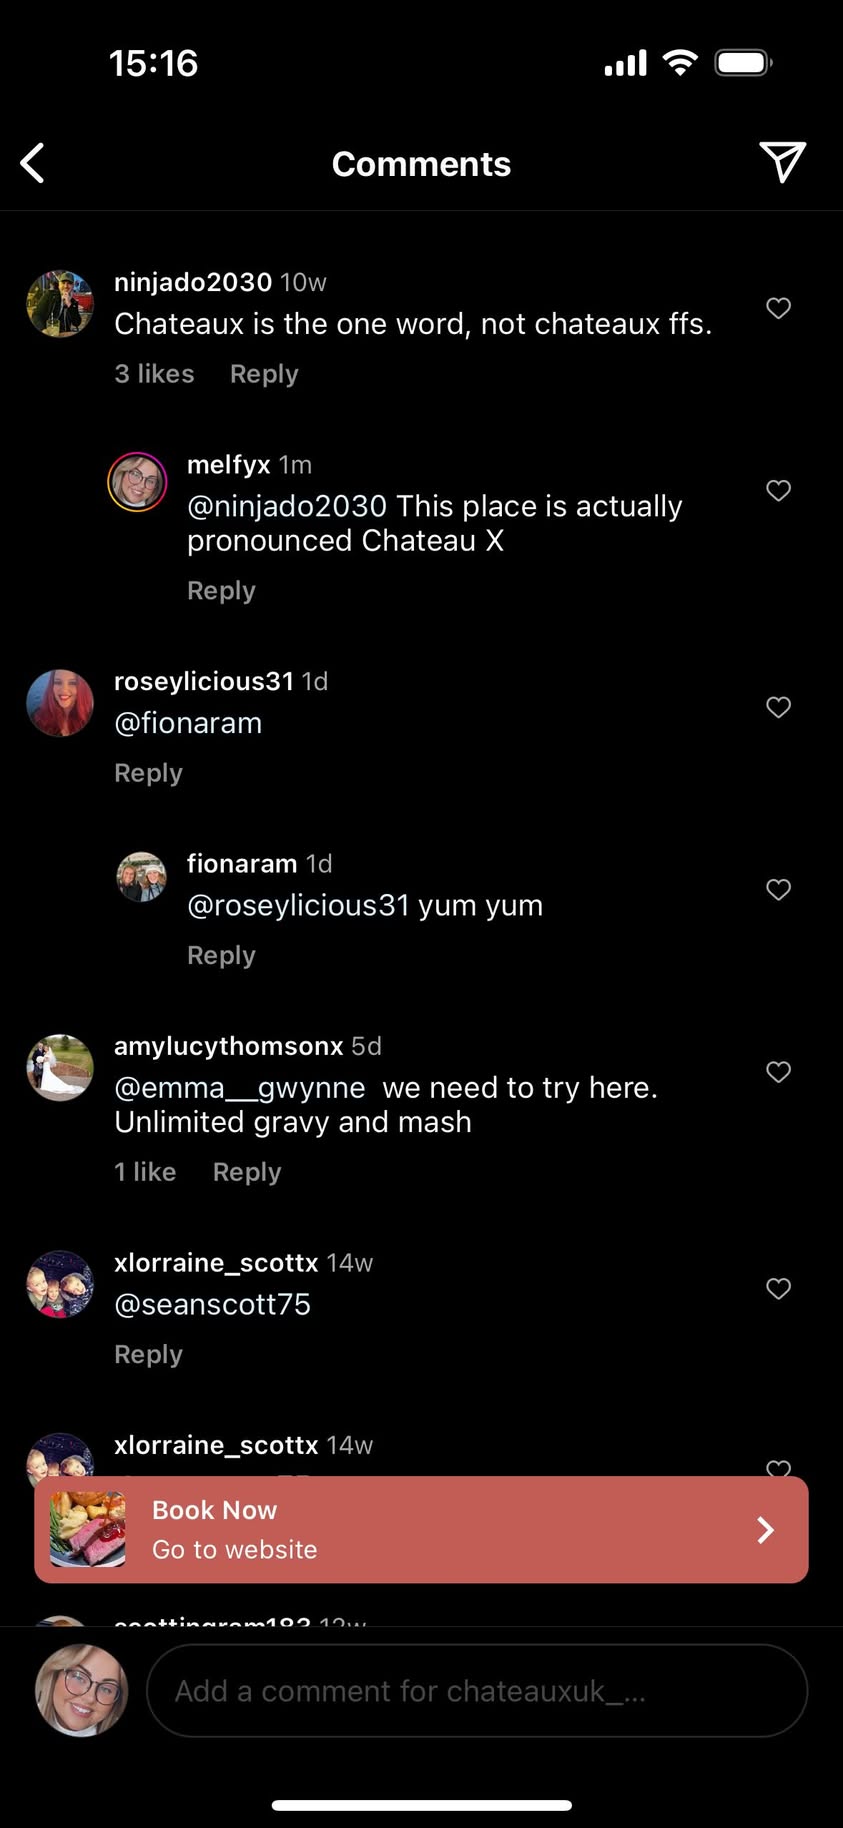 15:16
Comments
ninjado2030 10w
Chateaux is the one word, not chateaux ffs.
3 likes Reply
melfyx 1m
@ninjado2030 This place is actually
pronounced Chateau X
Reply
roseylicious31 1d
@fionaram
Reply
fionaram 1d
@roseylicious31 yum yum
Reply
amylucythomsonx 5d
@emma__gwynne we need to try here.
Unlimited gravy and mash
1 like Reply
xlorraine_scottx 14w
@seanscott75
Reply
xlorraine_scottx 14w
Book Now
Go to website
scottingram183 12w
Add a comment for chateauxuk_...